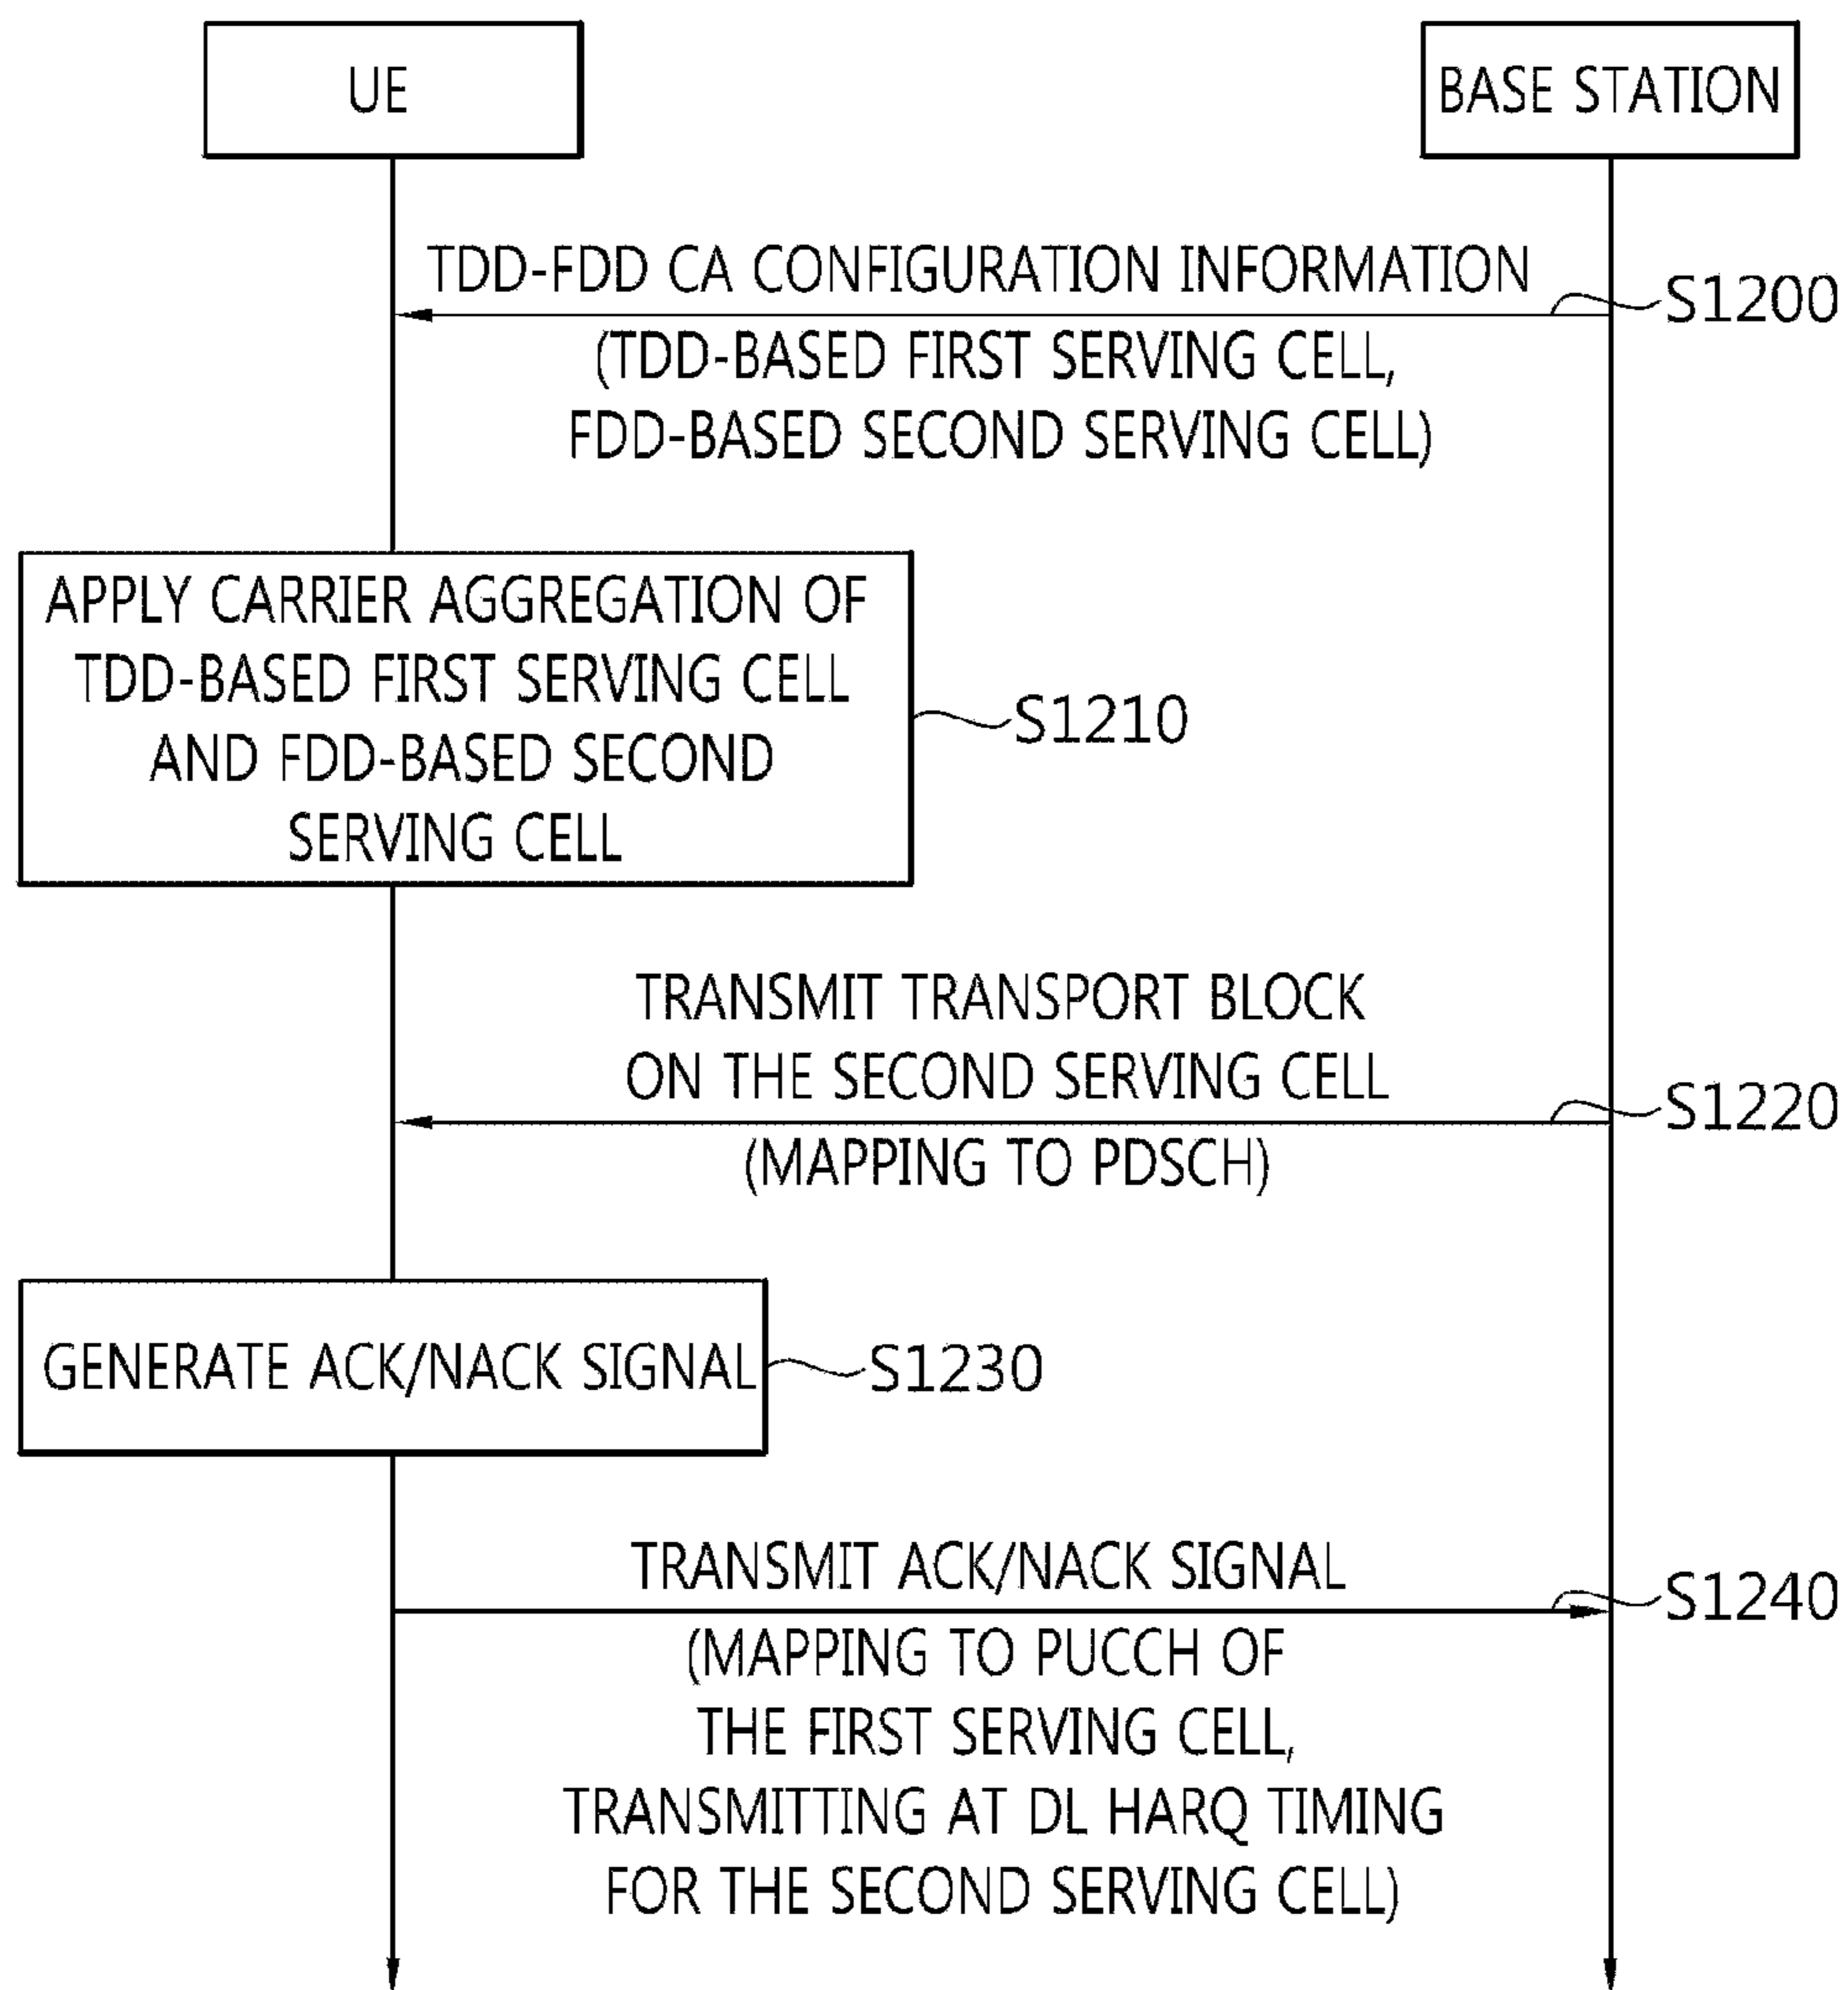 UE
BASE STATION
TDD-FDD CA CONFIGURATION INFORMATION
S1200
(TDD-BASED FIRST SERVING CELL,
FDD-BASED SECOND SERVING CELL)
APPLY CARRIER AGGREGATION OF
TDD-BASED FIRST SERVING CELL
AND FDD-BASED SECOND
SERVING CELL
S1210
TRANSMIT TRANSPORT BLOCK
ON THE SECOND SERVING CELL
S1220
(MAPPING TO PDSCH)
GENERATE ACK/NACK SIGNAL
S1230
TRANSMIT ACK/NACK SIGNAL
S1240
(MAPPING TO PUCCH OF
THE FIRST SERVING CELL,
TRANSMITTING AT DL HARQ TIMING
FOR THE SECOND SERVING CELL)